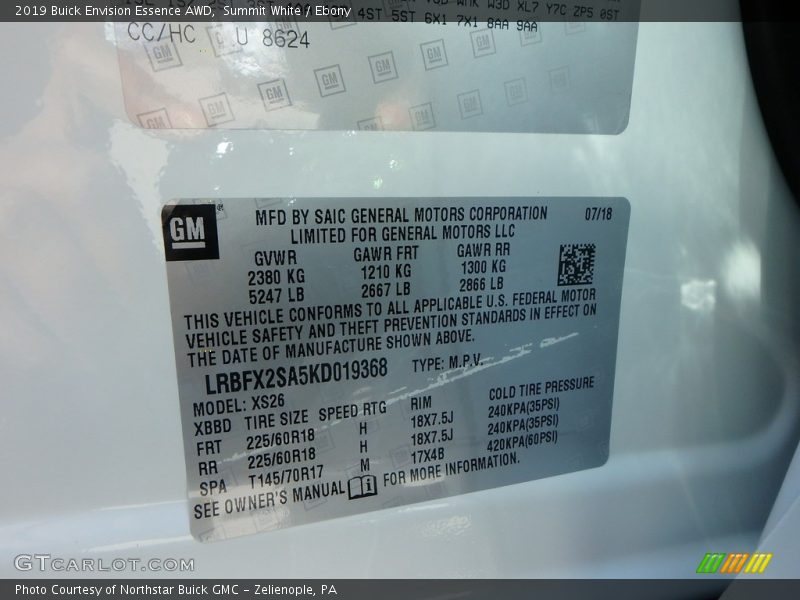 2019 Buick Envision Essence AWD, Summit White / Ebony
4ST 5ST 6X1 7X1 8AA 9AA
W3D XL7 Y7C ZP5 0ST
CC/HC U 8624
GM
MFD BY SAIC GENERAL MOTORS CORPORATION 07/18
LIMITED FOR GENERAL MOTORS LLC
GVWR GAWR FRT GAWR RR
2380 KG 1210 KG 1300 KG
5247 LB 2667 LB 2866 LB
THIS VEHICLE CONFORMS TO ALL APPLICABLE U.S. FEDERAL MOTOR
VEHICLE SAFETY AND THEFT PREVENTION STANDARDS IN EFFECT ON
THE DATE OF MANUFACTURE SHOWN ABOVE.
LRBFX2SA5KD019368 TYPE: M.P.V.
MODEL: XS26
XBBD TIRE SIZE SPEED RTG RIM COLD TIRE PRESSURE
FRT 225/60R18 H 18X7.5J 240KPA(35PSI)
RR 225/60R18 H 18X7.5J 240KPA(35PSI)
SPA T145/70R17 M 17X4B 420KPA(60PSI)
SEE OWNER'S MANUAL FOR MORE INFORMATION.
GTCARLOT.COM
Photo Courtesy of Northstar Buick GMC - Zelienople, PA